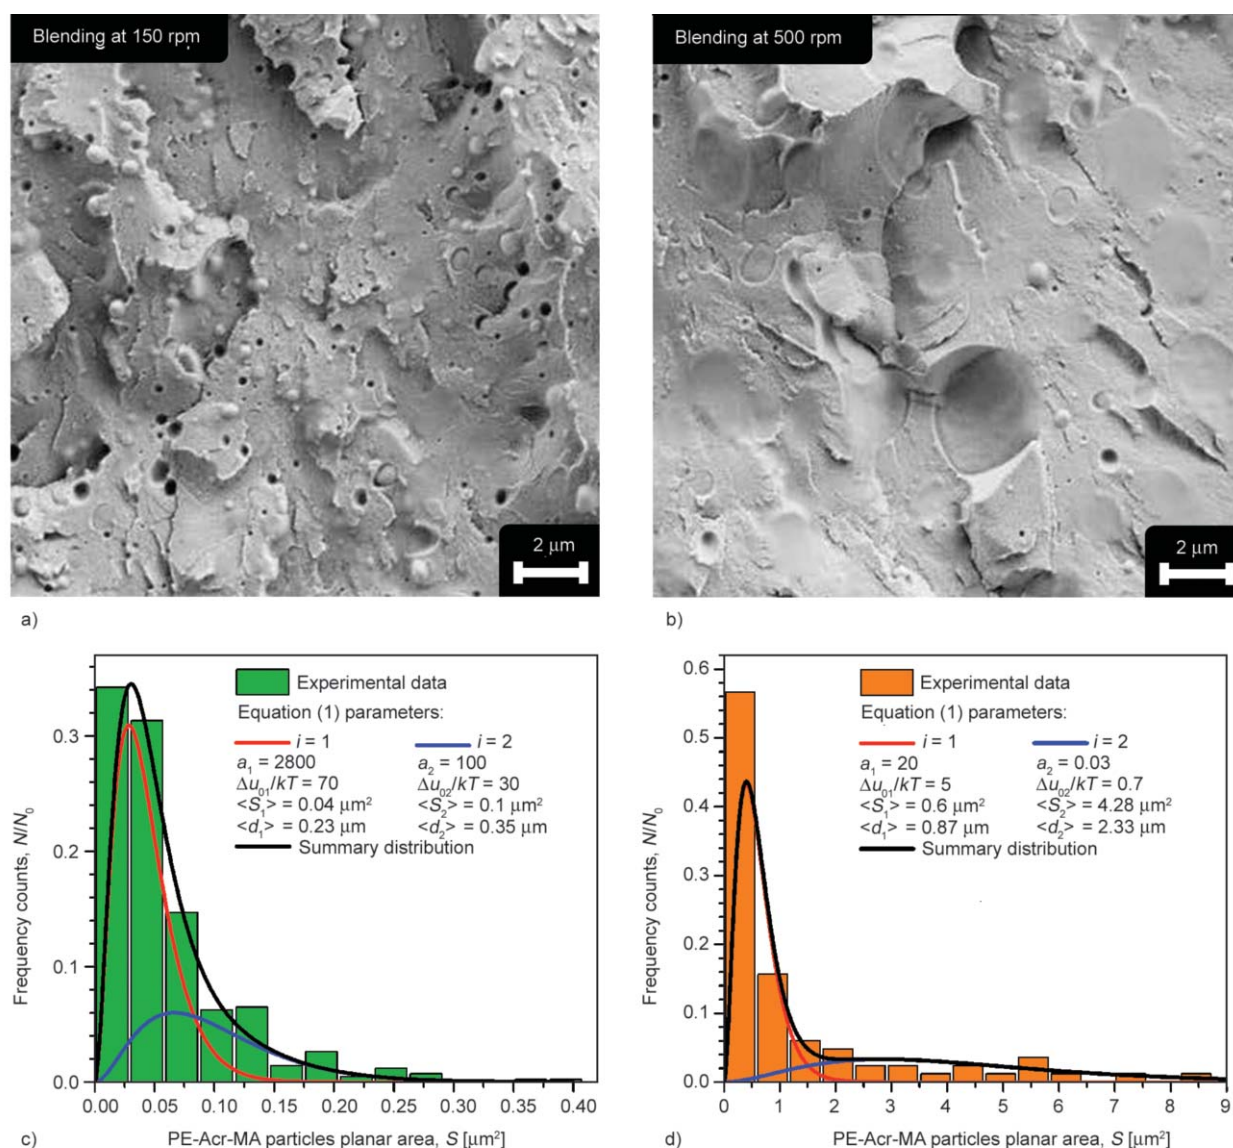 Blending at 150 rpm
2 μm
a)
Blending at 500 rpm
2 μm
b)
Frequency counts, N/N₀
0.3
0.2
0.1
0.0
Experimental data
Equation (1) parameters:
i = 1
a₁ = 2800
Δu₀₁/kT = 70
<S₁> = 0.04 μm²
<d₁> = 0.23 μm
i = 2
a₂ = 100
Δu₀₂/kT = 30
<S₂> = 0.1 μm²
<d₂> = 0.35 μm
Summary distribution
0.00 0.05 0.10 0.15 0.20 0.25 0.30 0.35 0.40
PE-Acr-MA particles planar area, S [μm²]
c)
Frequency counts, N/N₀
0.6
0.5
0.4
0.3
0.2
0.1
0.0
Experimental data
Equation (1) parameters:
i = 1
a₁ = 20
Δu₀₁/kT = 5
<S₁> = 0.6 μm²
<d₁> = 0.87 μm
i = 2
a₂ = 0.03
Δu₀₂/kT = 0.7
<S₂> = 4.28 μm²
<d₂> = 2.33 μm
Summary distribution
0 1 2 3 4 5 6 7 8 9
PE-Acr-MA particles planar area, S [μm²]
d)